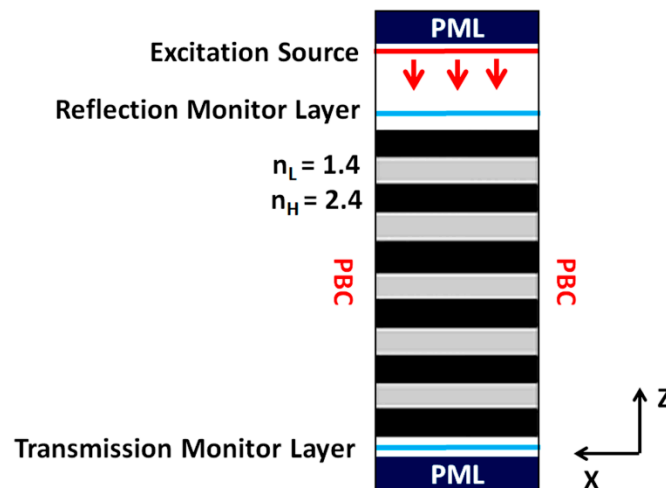 PML
Excitation Source
Reflection Monitor Layer
n_L = 1.4
n_H = 2.4
PBC
PBC
Z
Transmission Monitor Layer
X
PML